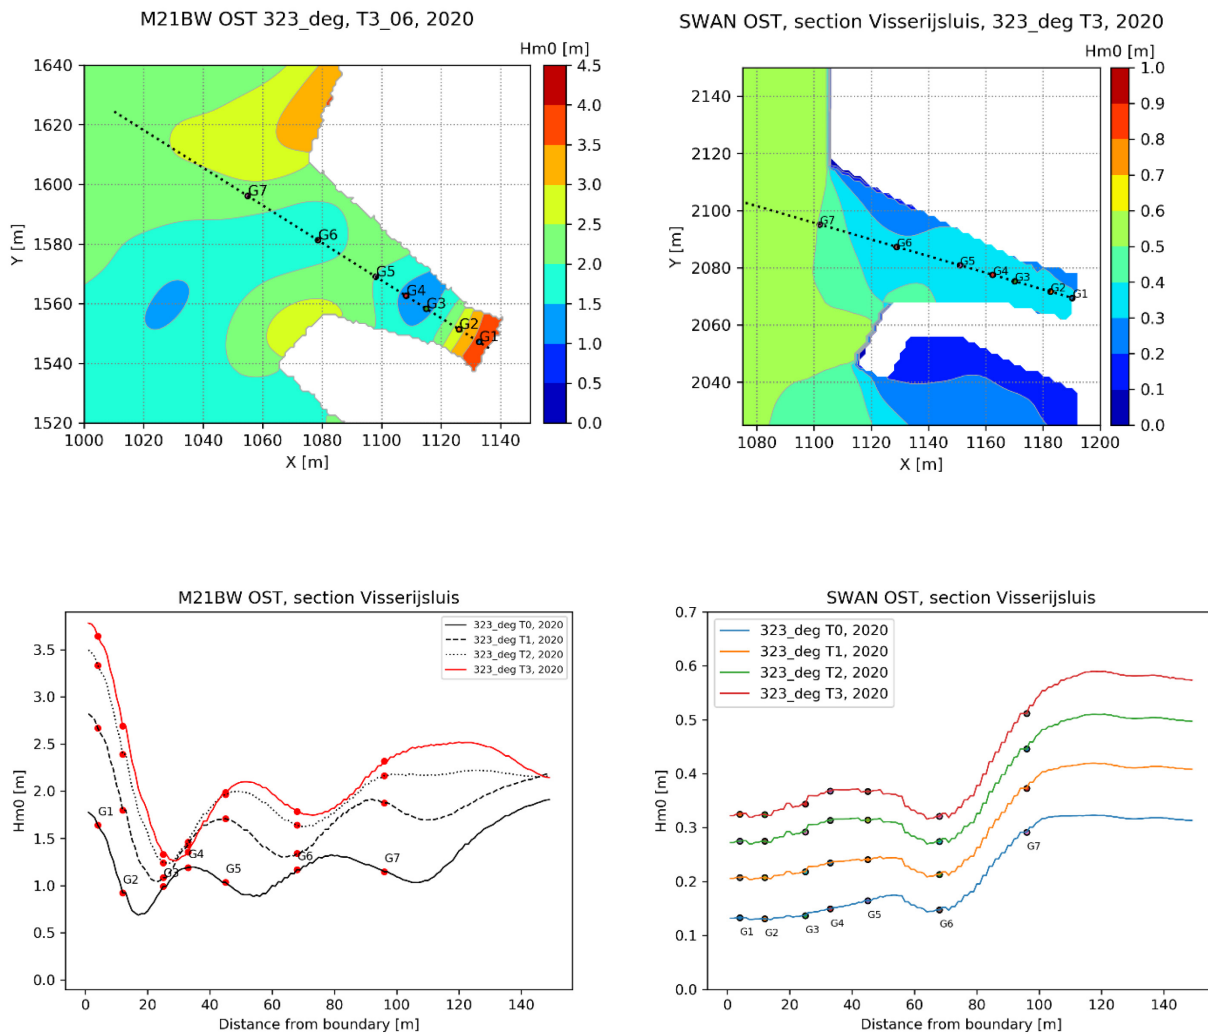 M21BW OST 323_deg, T3_06, 2020
Hm0 [m]
1640
1620
1600
1580
1560
1540
1520
Y [m]
1000 1020 1040 1060 1080 1100 1120 1140
X [m]
G7
G6
G5
G4
G3
G2
G1
4.5
4.0
3.5
3.0
2.5
2.0
1.5
1.0
0.5
0.0
SWAN OST, section Visserijsluis, 323_deg T3, 2020
Hm0 [m]
2140
2120
2100
2080
2060
2040
Y [m]
1080 1100 1120 1140 1160 1180 1200
X [m]
G7
G6
G5
G4
G3
G2
G1
1.0
0.9
0.8
0.7
0.6
0.5
0.4
0.3
0.2
0.1
0.0
M21BW OST, section Visserijsluis
323_deg T0, 2020
323_deg T1, 2020
323_deg T2, 2020
323_deg T3, 2020
3.5
3.0
2.5
2.0
1.5
1.0
0.5
0.0
Hm0 [m]
G1
G2
G3
G4
G5
G6
G7
0 20 40 60 80 100 120 140
Distance from boundary [m]
SWAN OST, section Visserijsluis
323_deg T0, 2020
323_deg T1, 2020
323_deg T2, 2020
323_deg T3, 2020
0.7
0.6
0.5
0.4
0.3
0.2
0.1
0.0
Hm0 [m]
G1
G2
G3
G4
G5
G6
G7
0 20 40 60 80 100 120 140
Distance from boundary [m]